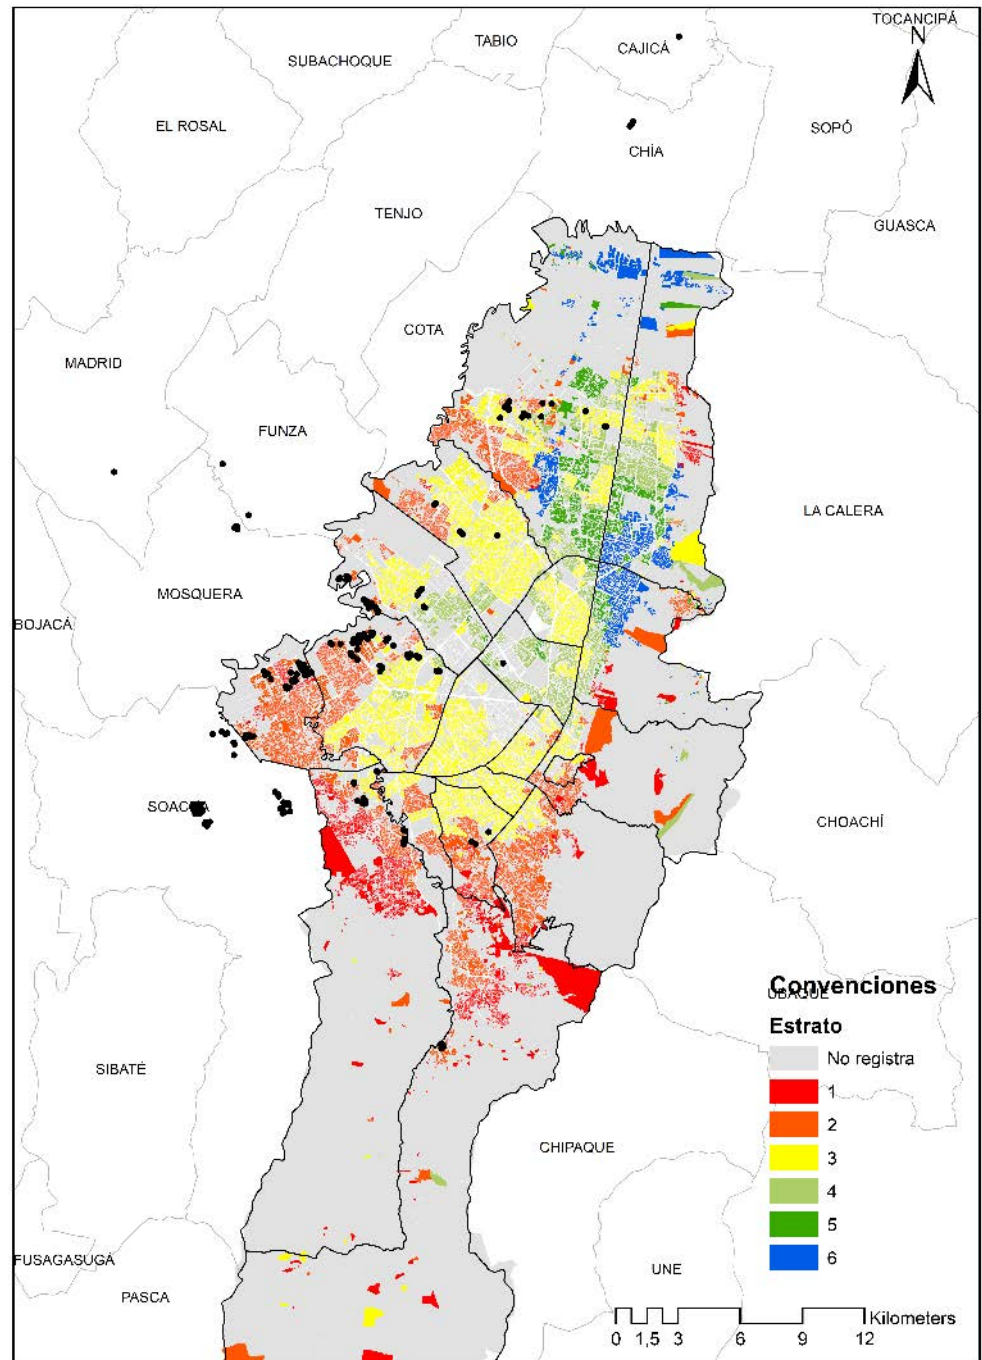 TOCANCIPÁ
TABIO
CAJICÁ
N
SUBACHOQUE
EL ROSAL
SOPÓ
CHÍA
TENJO
GUASCA
COTA
MADRID
FUNZA
LA CALERA
MOSQUERA
BOJACÁ
SOACHA
CHOACHÍ
UBAQUE
Convenciones
Estrato
No registra
1
2
3
4
5
6
SIBATÉ
CHIPAQUE
FUSAGASUGÁ
UNE
PASCA
Kilometers
0 1,5 3 6 9 12